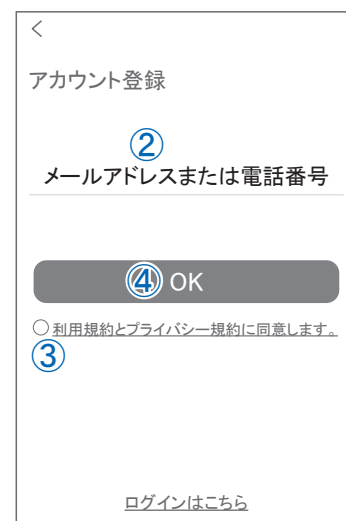 <
アカウント登録
②
メールアドレスまたは電話番号
④ OK
○利用規約とプライバシー規約に同意します。
③
ログインはこちら